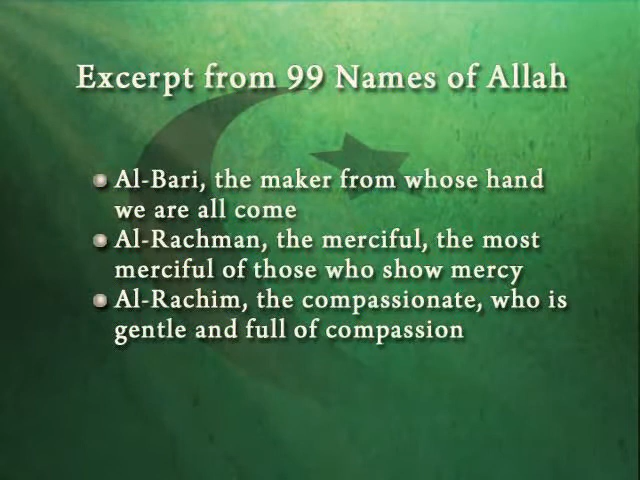 Excerpt from 99 Names of Allah
Al-Bari, the maker from whose hand
we are all come
Al-Rachman, the merciful, the most
merciful of those who show mercy
Al-Rachim, the compassionate, who is
gentle and full of compassion